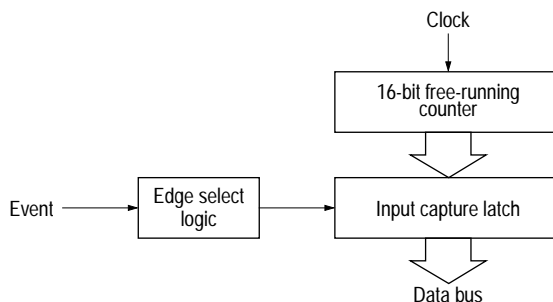 Clock
16-bit free-running
counter
Event
Edge select
logic
Input capture latch
Data bus